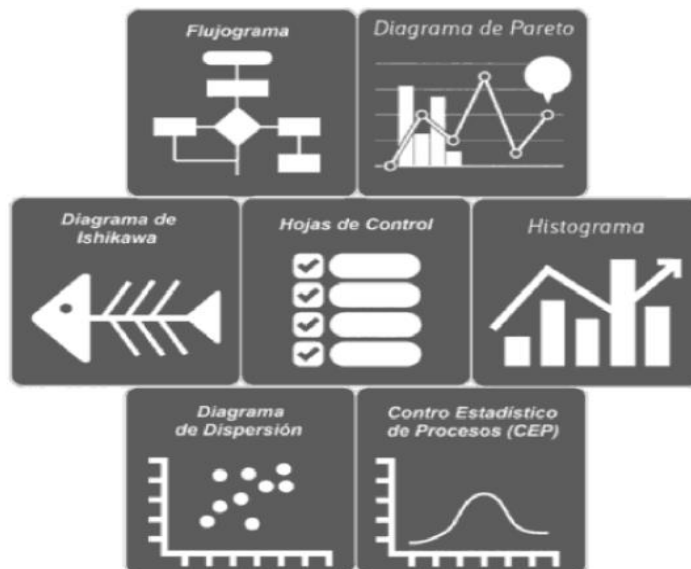 Flujograma
Diagrama de Pareto
Diagrama de
Ishikawa
Hojas de Control
Histograma
Diagrama
de Dispersión
Contro Estadístico
de Procesos (CEP)